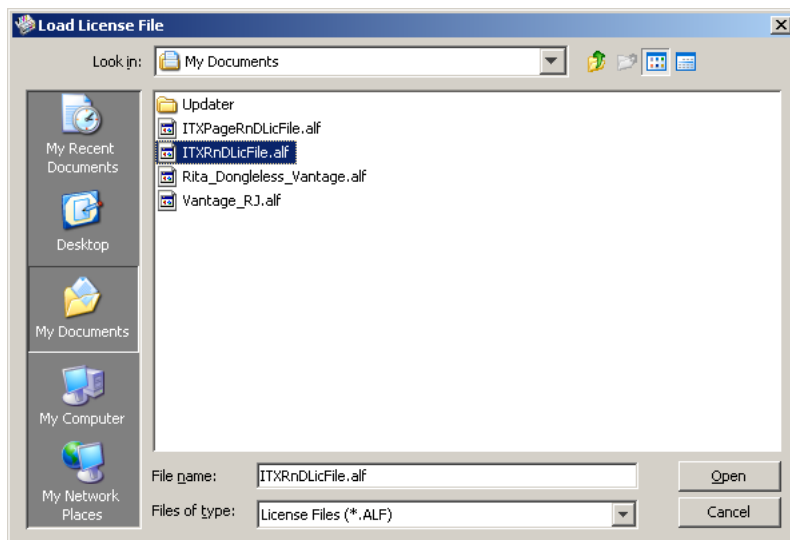 Load License File
Look in:
My Documents
My Recent
Documents
Desktop
My Documents
My Computer
My Network
Places
Updater
ITXPageRnDLicFile.alf
ITXRnDLicFile.alf
Rita_Dongleless_Vantage.alf
Vantage_RJ.alf
File name:
ITXRnDLicFile.alf
Open
Files of type:
License Files (*.ALF)
Cancel